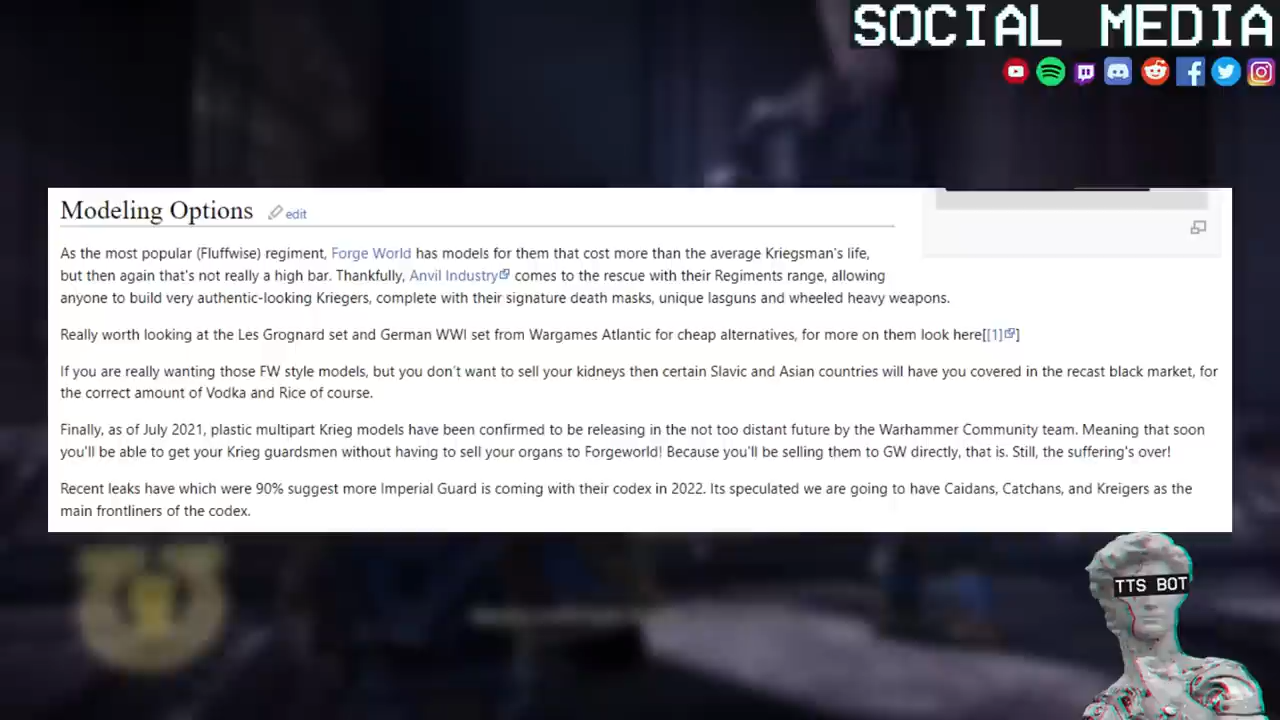 SOCIAL MEDIA
Modeling Options edit
As the most popular (Fluffwise) regiment, Forge World has models for them that cost more than the average Kriegsman's life,
but then again that's not really a high bar. Thankfully, Anvil Industry comes to the rescue with their Regiments range, allowing
anyone to build very authentic-looking Kriegers, complete with their signature death masks, unique lasguns and wheeled heavy weapons.
Really worth looking at the Les Grognard set and German WWI set from Wargames Atlantic for cheap alternatives, for more on them look here[[1]]
If you are really wanting those FW style models, but you don't want to sell your kidneys then certain Slavic and Asian countries will have you covered in the recast black market, for
the correct amount of Vodka and Rice of course.
Finally, as of July 2021, plastic multipart Krieg models have been confirmed to be releasing in the not too distant future by the Warhammer Community team. Meaning that soon
you'll be able to get your Krieg guardsmen without having to sell your organs to Forgeworld! Because you'll be selling them to GW directly, that is. Still, the suffering's over!
Recent leaks have which were 90% suggest more Imperial Guard is coming with their codex in 2022. Its speculated we are going to have Caidans, Catchans, and Kreigers as the
main frontliners of the codex.
TTS BOT